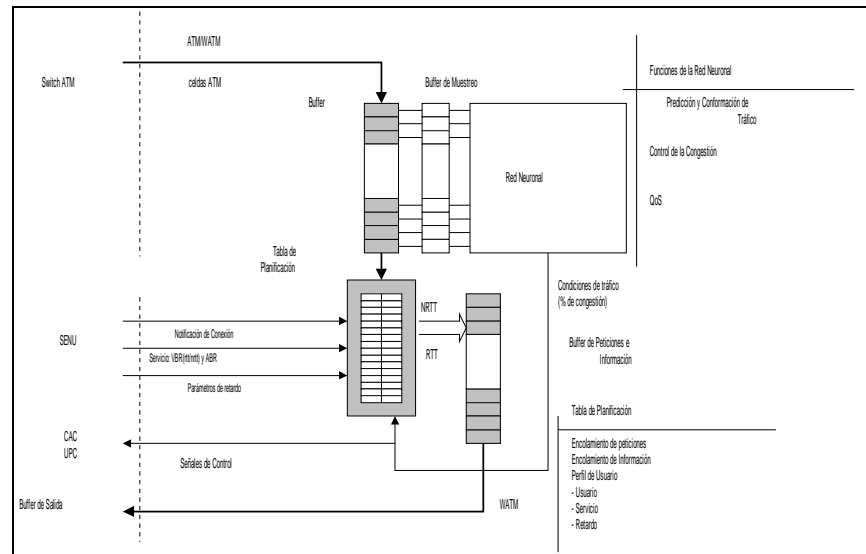 ATM/WATM
Switch ATM
celdas ATM
Buffer
Buffer de Muestreo
Funciones de la Red Neuronal
Predicción y Conformación de
Tráfico
Control de la Congestión
QoS
Red Neuronal
Tabla de
Planificación
Condiciones de tráfico
(% de congestión)
NRTT
RTT
Buffer de Peticiones e
Información
SENU
Notificación de Conexión
Servicio: VBR(rtt/nrtt) y ABR
Parámetros de retardo
CAC
UPC
Señales de Control
Tabla de Planificación
Encolamiento de peticiones
Encolamiento de Información
Perfil de Usuario
- Usuario
- Servicio
- Retardo
Buffer de Salida
WATM